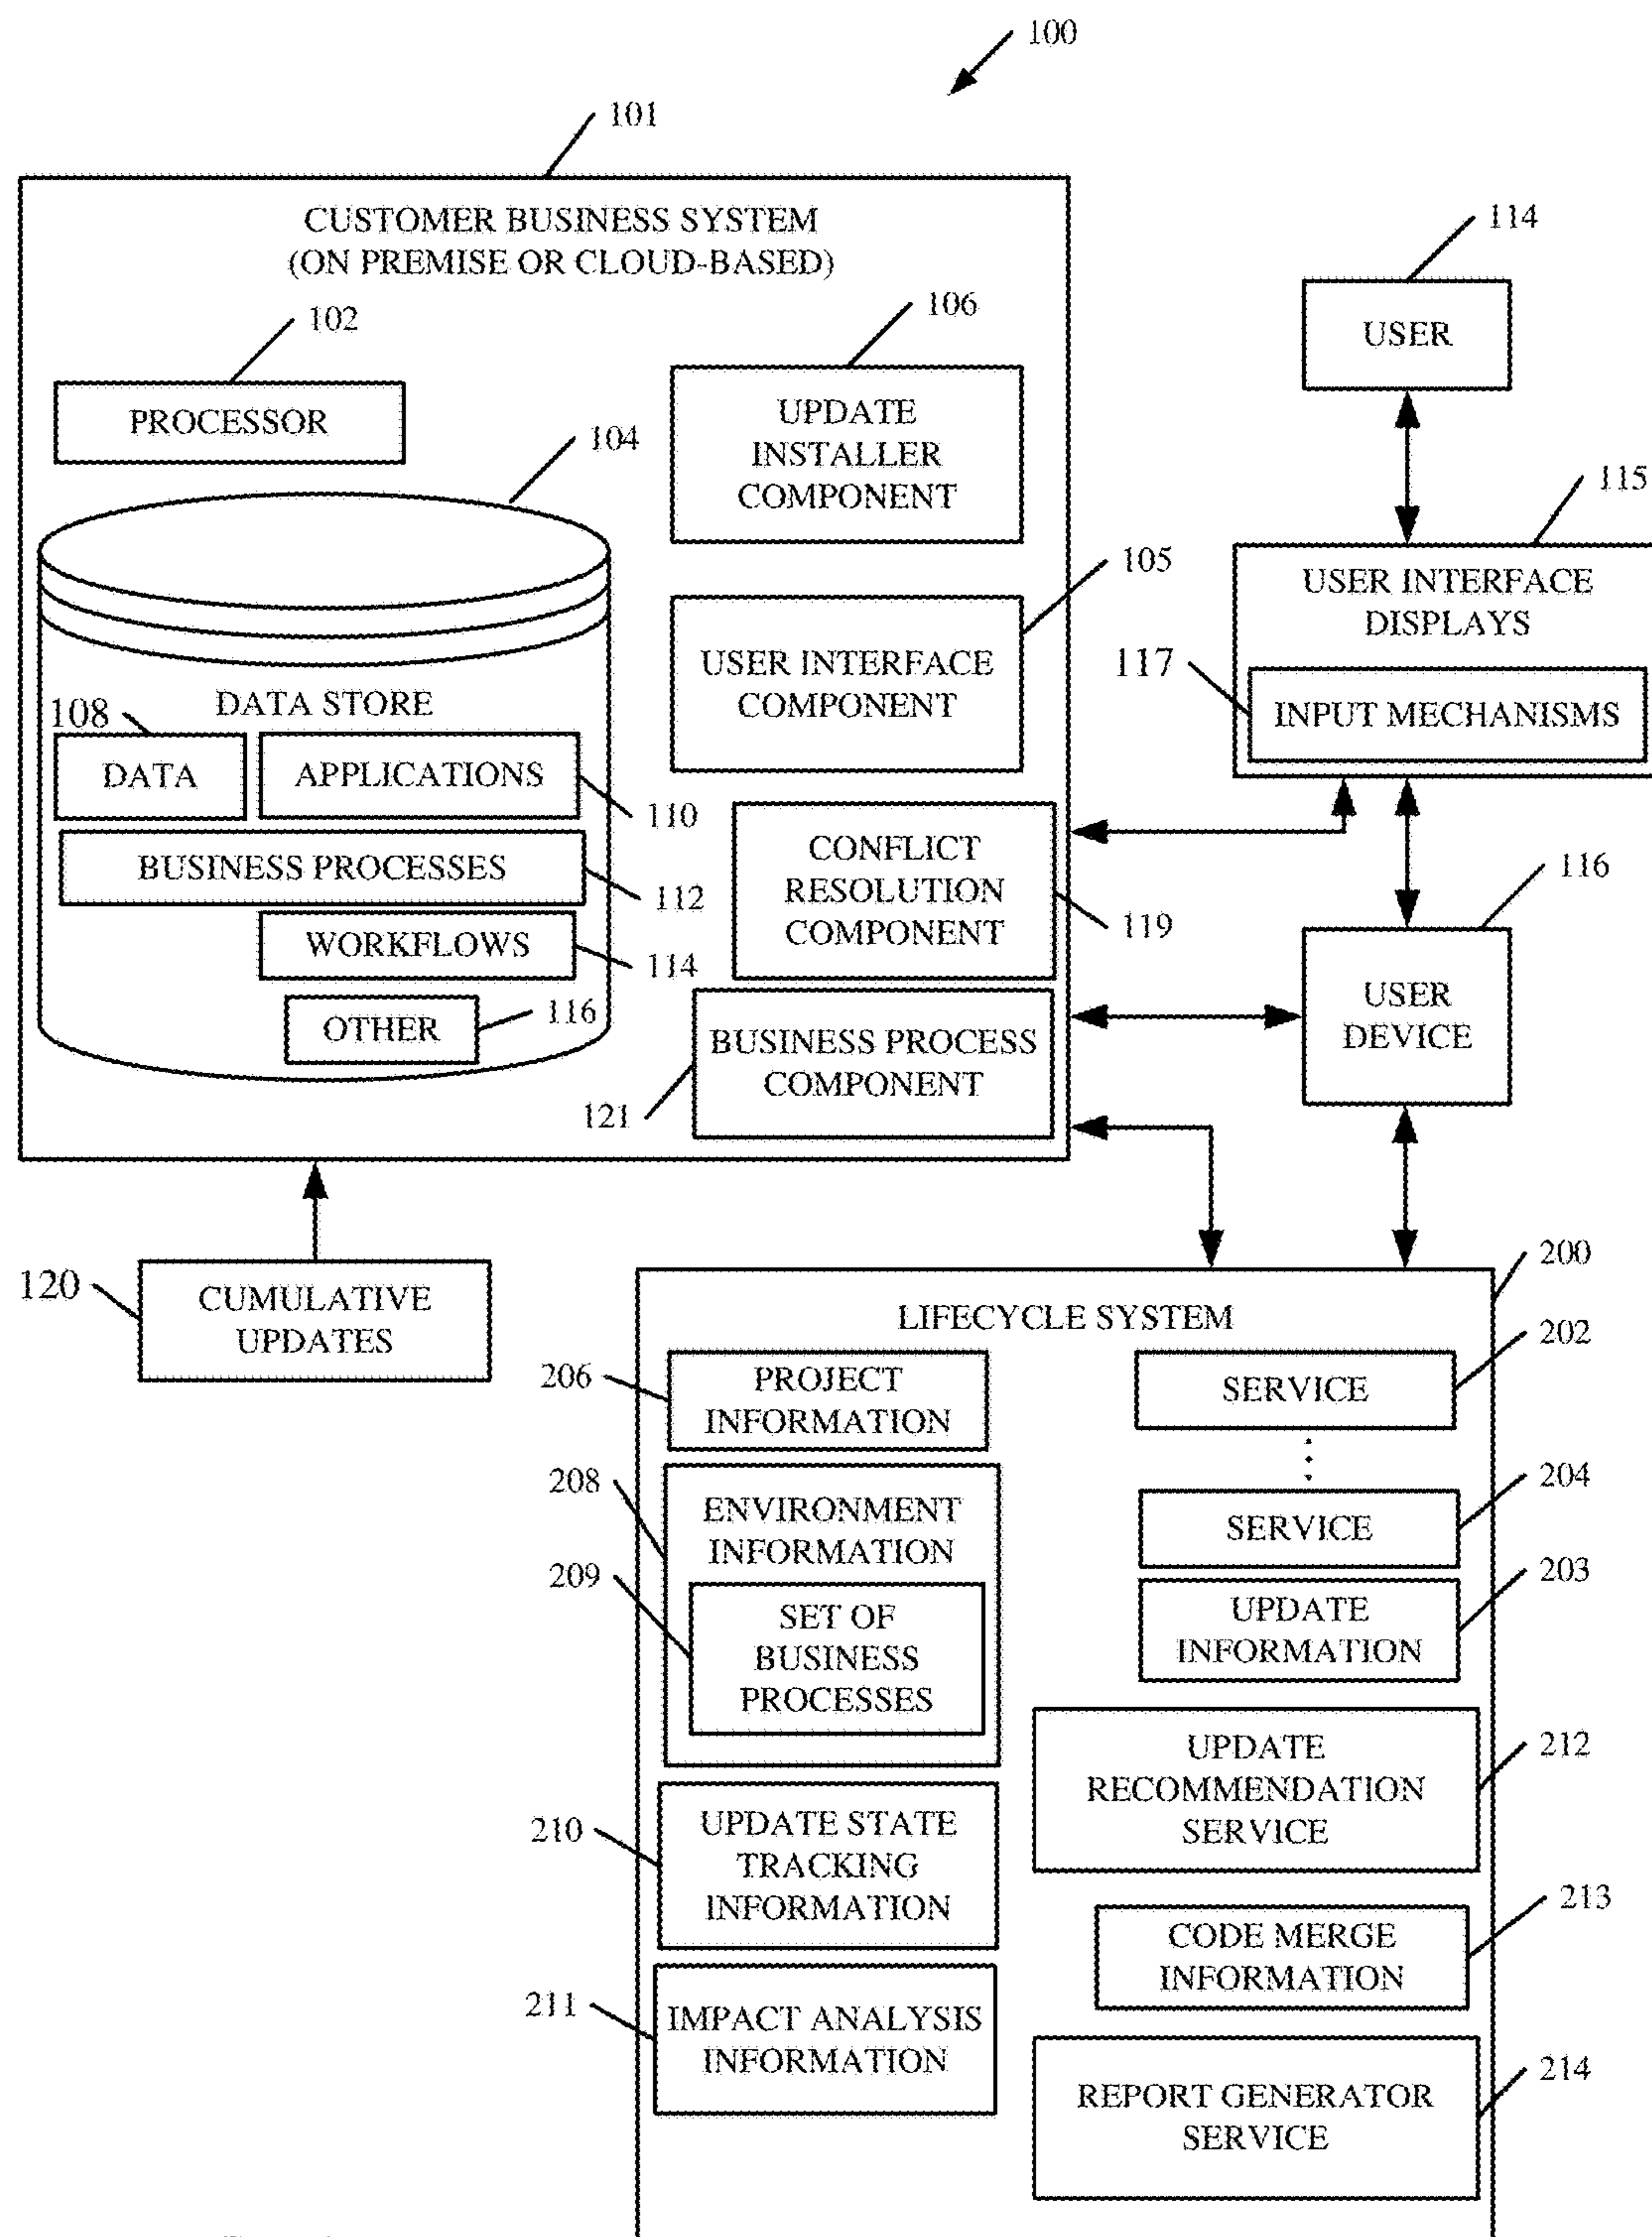 100
101
CUSTOMER BUSINESS SYSTEM
(ON PREMISE OR CLOUD-BASED)
102
PROCESSOR
104
106
UPDATE
INSTALLER
COMPONENT
105
USER INTERFACE
COMPONENT
DATA STORE
108
DATA
APPLICATIONS
110
BUSINESS PROCESSES
112
WORKFLOWS
114
OTHER
116
CONFLICT
RESOLUTION
COMPONENT
119
BUSINESS PROCESS
COMPONENT
121
114
USER
115
USER INTERFACE
DISPLAYS
117
INPUT MECHANISMS
116
USER
DEVICE
120
CUMULATIVE
UPDATES
200
LIFECYCLE SYSTEM
206
PROJECT
INFORMATION
202
SERVICE
208
ENVIRONMENT
INFORMATION
204
SERVICE
209
SET OF
BUSINESS
PROCESSES
203
UPDATE
INFORMATION
212
UPDATE
RECOMMENDATION
SERVICE
210
UPDATE STATE
TRACKING
INFORMATION
213
CODE MERGE
INFORMATION
211
IMPACT ANALYSIS
INFORMATION
214
REPORT GENERATOR
SERVICE